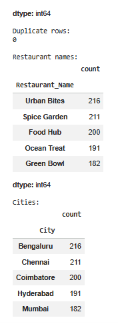 dtype: int64
Duplicate rows:
0
Restaurant names:
count
Restaurant_Name
Urban Bites 216
Spice Garden 211
Food Hub 200
Ocean Treat 191
Green Bowl 182
dtype: int64
Cities:
count
City
Bengaluru 216
Chennai 211
Coimbatore 200
Hyderabad 191
Mumbai 182